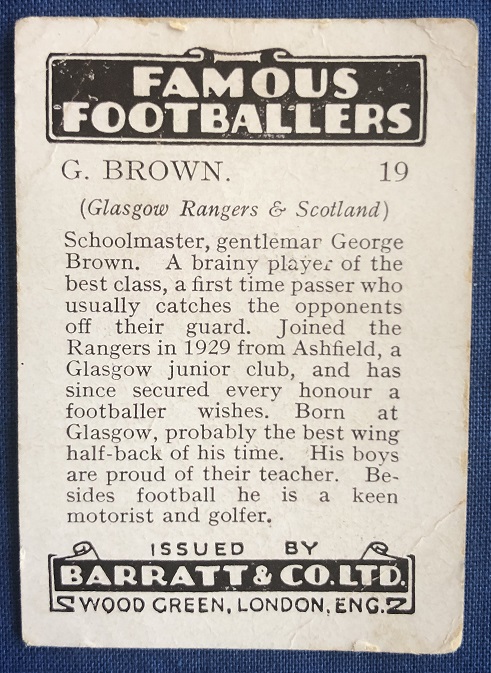 FAMOUS
FOOTBALLERS
G. BROWN. 19
(Glasgow Rangers & Scotland)
Schoolmaster, gentlemar George
Brown. A brainy player of the
best class, a first time passer who
usually catches the opponents
off their guard. Joined the
Rangers in 1929 from Ashfield, a
Glasgow junior club, and has
since secured every honour a
footballer wishes. Born at
Glasgow, probably the best wing
half-back of his time. His boys
are proud of their teacher. Be-
sides football he is a keen
motorist and golfer.
ISSUED BY
BARRATT & CO. LTD.
WOOD GREEN, LONDON, ENG.